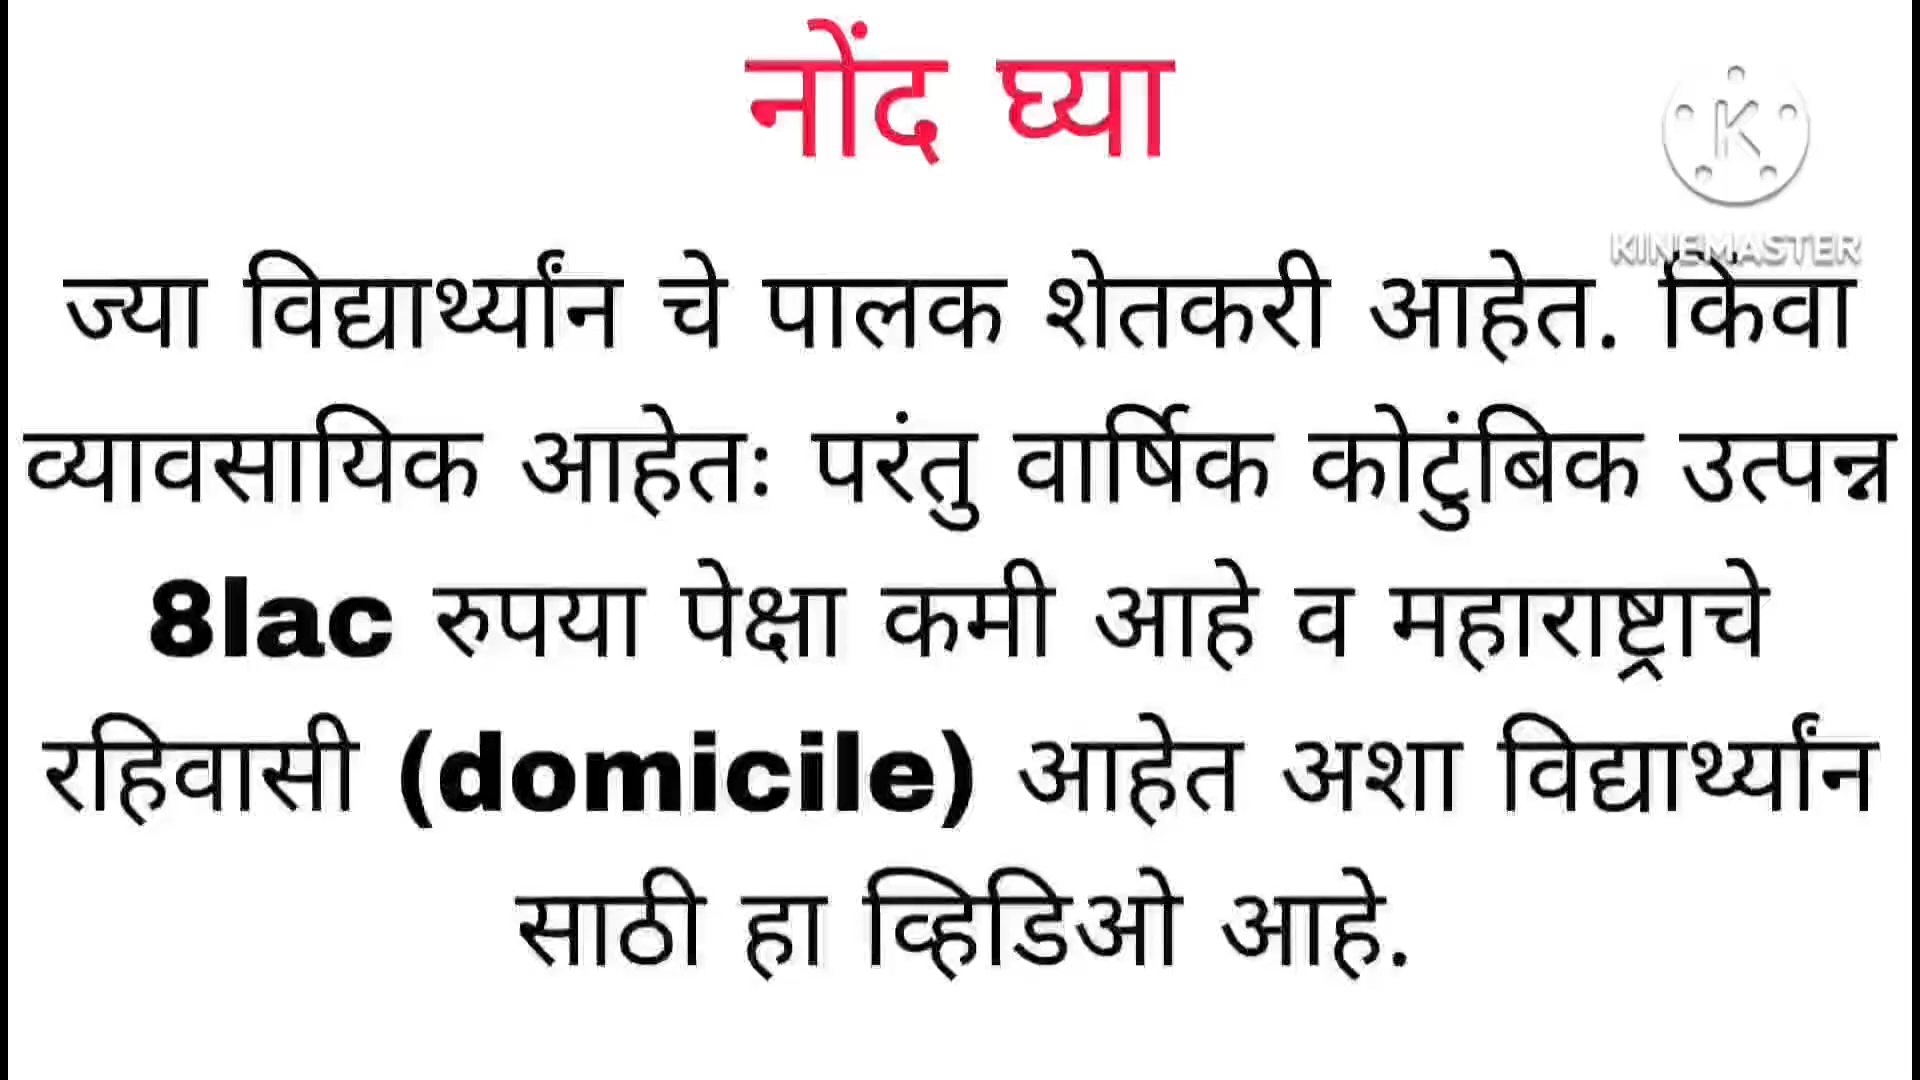 नोंद घ्या
KINEMASTER
ज्या विद्यार्थ्यांन चे पालक शेतकरी आहेत. किंवा
व्यावसायिक आहेतः परंतु वार्षिक कोटुंबिक उत्पन्न
8lac रुपया पेक्षा कमी आहे व महाराष्ट्राचे
रहिवासी (domicile) आहेत अशा विद्यार्थ्यांन
साठी हा व्हिडिओ आहे.